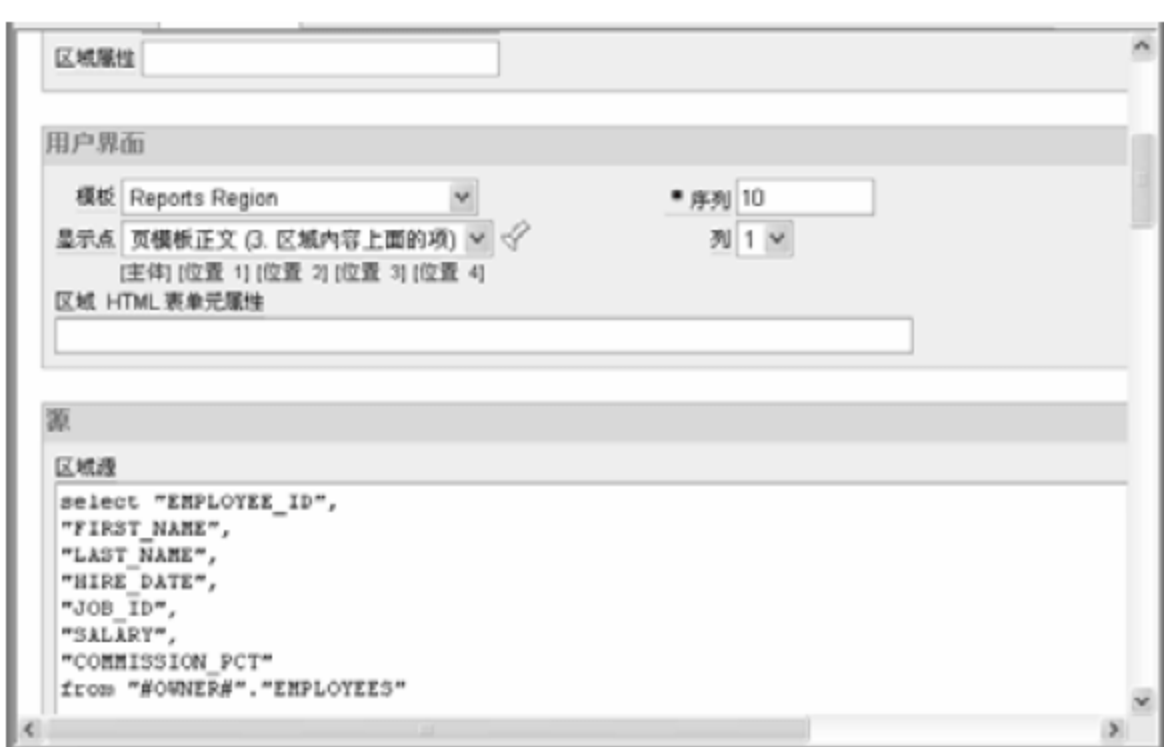 区域属性
用户界面
模板 Reports Region * 序列 10
显示点 页模板正文 (3. 区域内容上面的项) 列 1
[主体] [位置 1] [位置 2] [位置 3] [位置 4]
区域 HTML 表单元属性
源
区域源
select "EMPLOYEE_ID",
"FIRST_NAME",
"LAST_NAME",
"HIRE_DATE",
"JOB_ID",
"SALARY",
"COMMISSION_PCT"
from "#OWNER#"."EMPLOYEES"